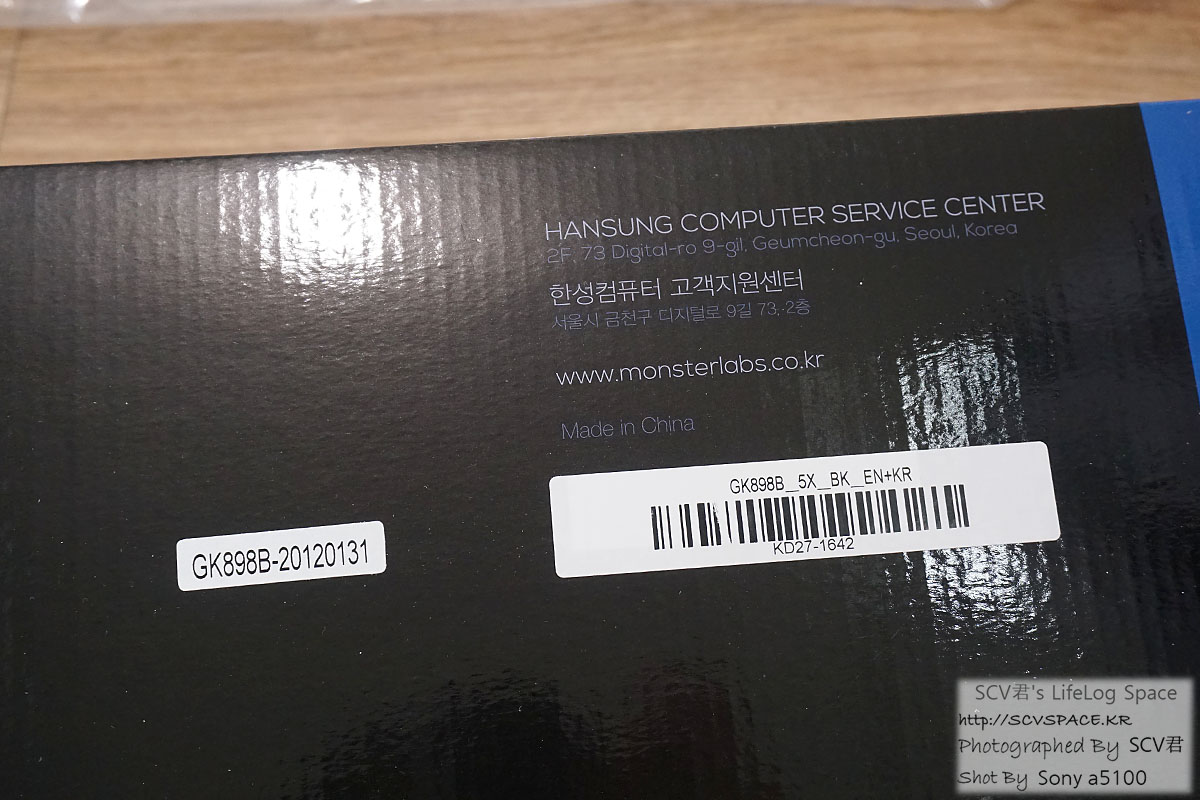 HANSUNG COMPUTER SERVICE CENTER
2F, 73 Digital-ro 9-gil, Geumcheon-gu, Seoul, Korea
한성컴퓨터 고객지원센터
서울시 금천구 디지털로 9길 73, 2층
www.monsterlabs.co.kr
Made in China
GK898B_5X_BK_EN+KR
KD27-1642
GK898B-20120131
SCV君's LifeLog Space
http://SCVSPACE.KR
Photographed By SCV君
Shot By Sony a5100